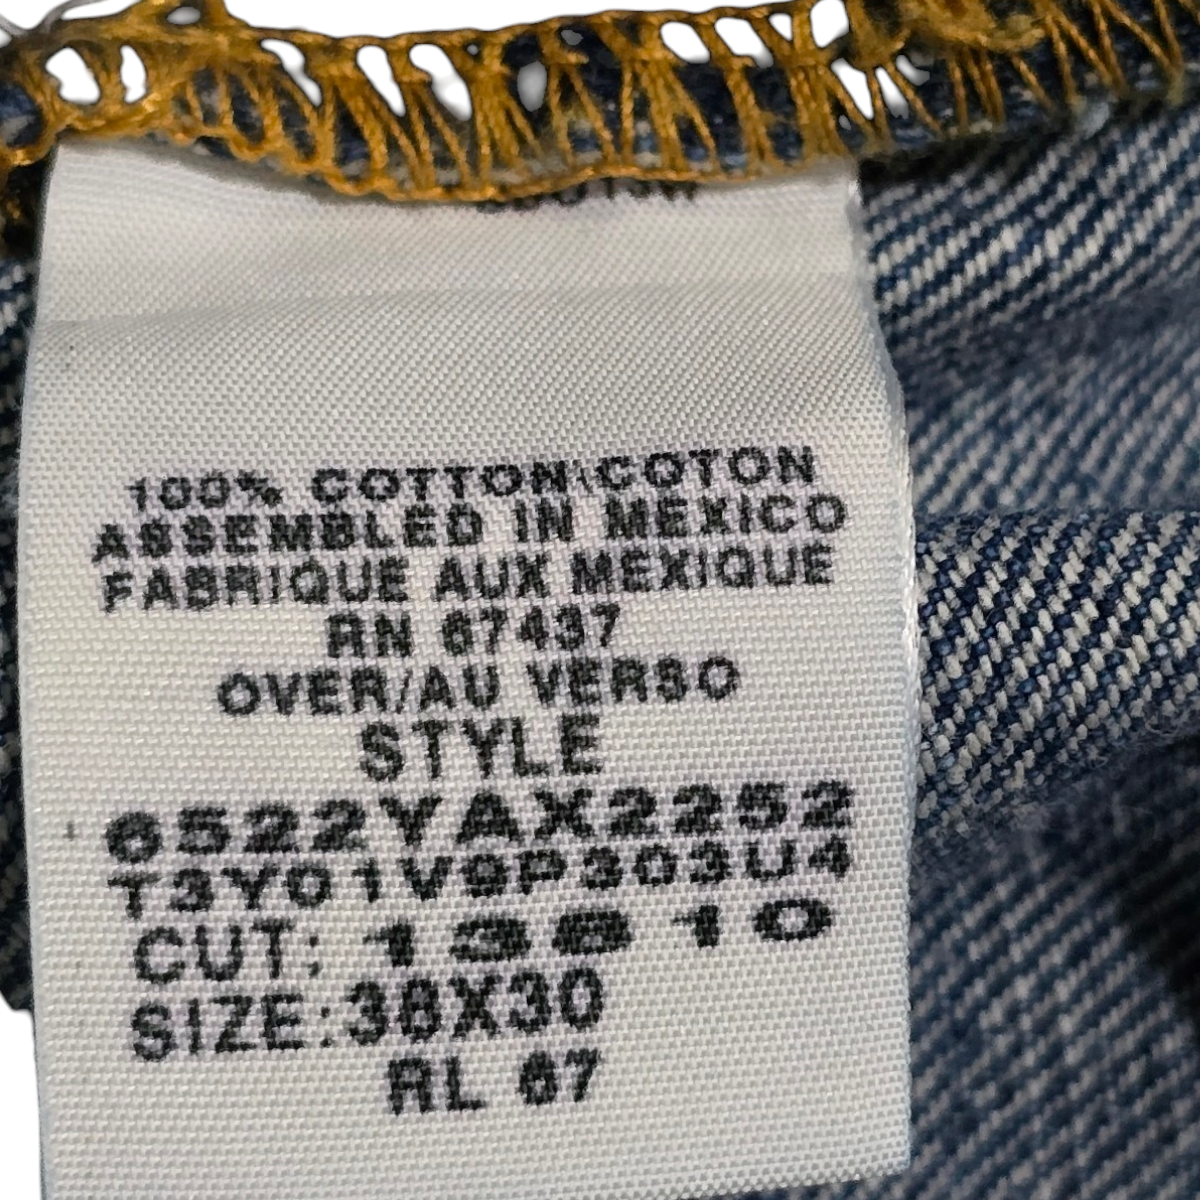 100% COTTON\COTON
ASSEMBLED IN MEXICO
FABRIQUE AUX MEXIQUE
RN 67437
OVER/AU VERSO
STYLE
6522YAX2252
T3Y01V9P303U4
CUT: 10
SIZE:38X30
RL 67